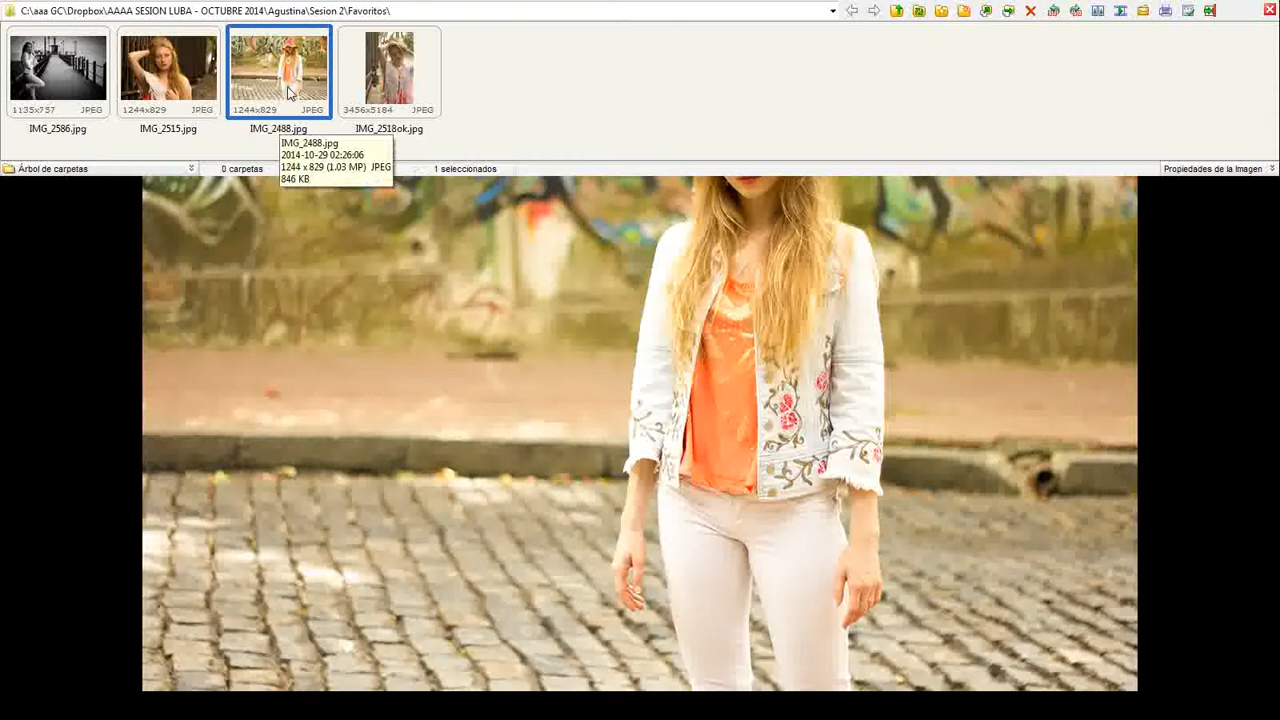 C:\aaa GC\Dropbox\AAAA SESION LUBA - OCTUBRE 2014\Agustina\Sesion 2\Favoritos\
1135x757 JPEG
1244x829 JPEG
1244x829 JPEG
3456x5184 JPEG
IMG_2586.jpg
IMG_2515.jpg
IMG_2488.jpg
IMG_2518ok.jpg
IMG_2488.jpg
2014-10-29 02:26:06
1244 x 829 (1.03 MP) JPEG
846 KB
Árbol de carpetas
0 carpetas
1 seleccionados
Propiedades de la Imagen